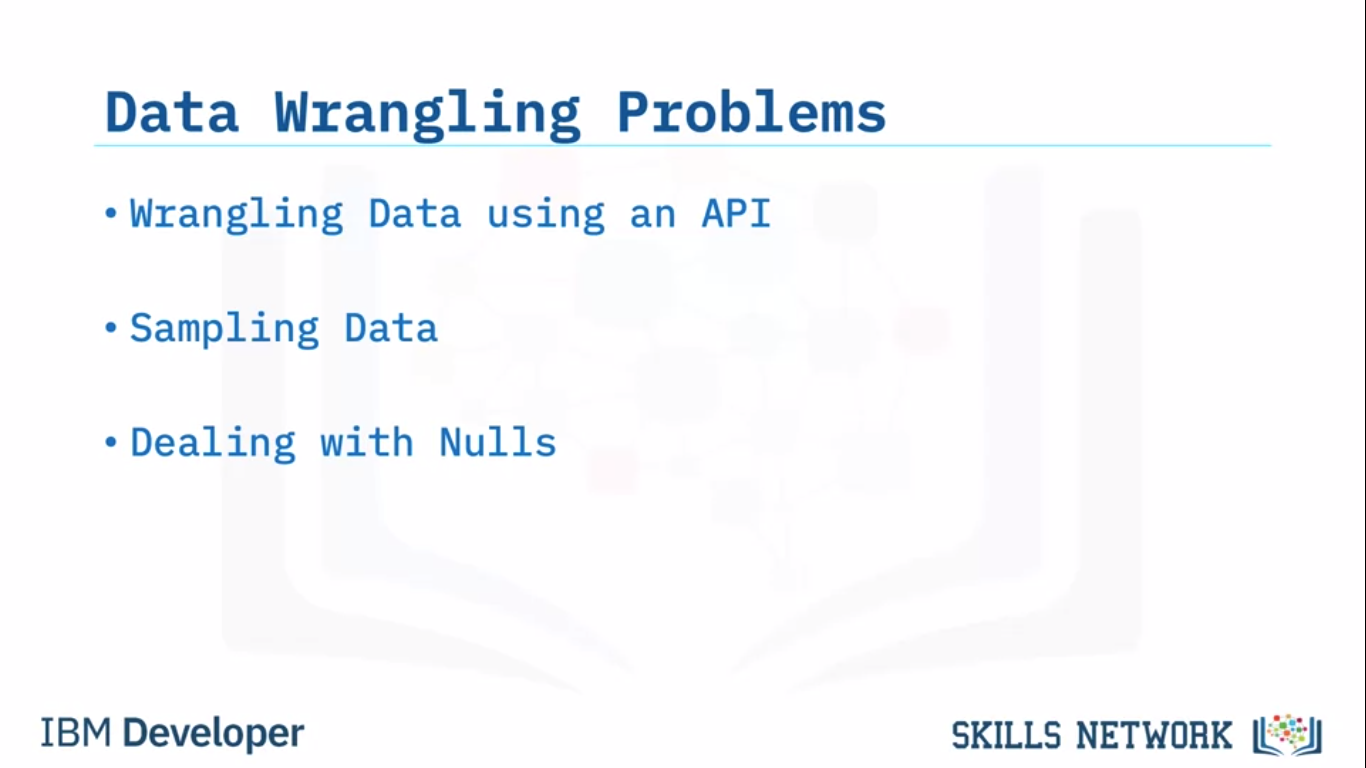 Data Wrangling Problems
• Wrangling Data using an API
• Sampling Data
• Dealing with Nulls
IBM Developer
SKILLS NETWORK